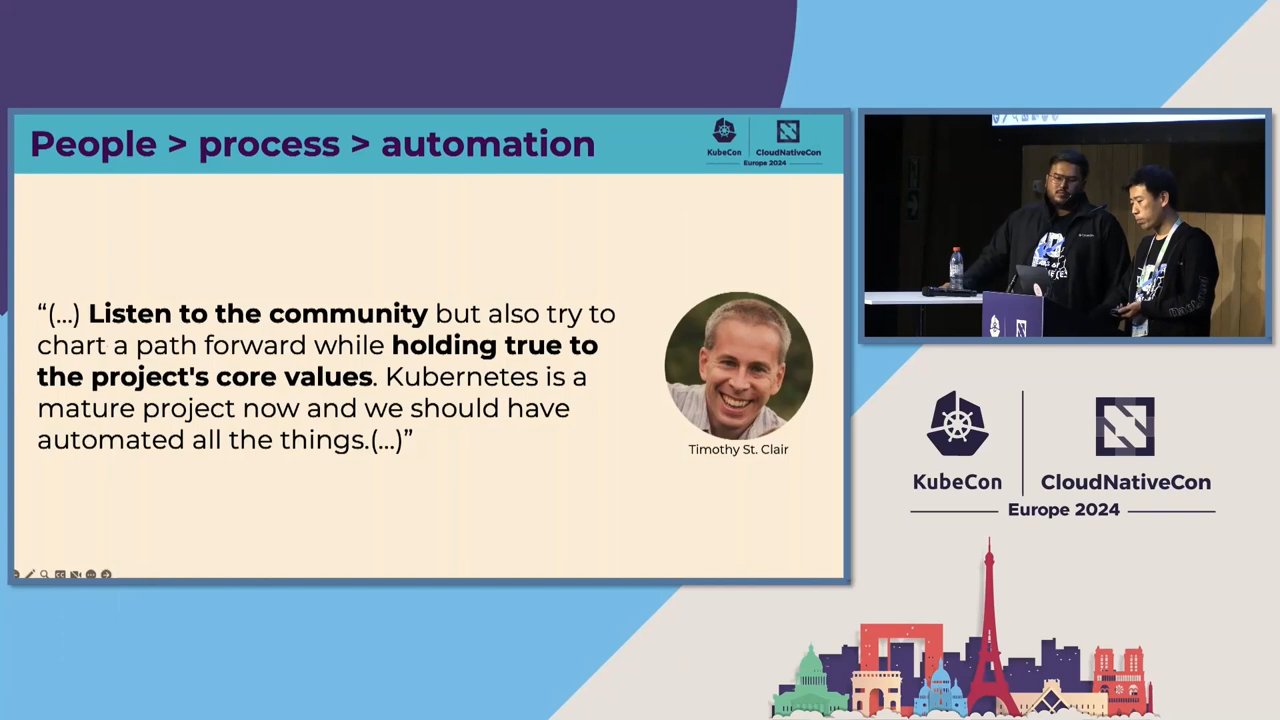 People > process > automation
KubeCon
CloudNativeCon
Europe 2024
“(...) Listen to the community but also try to
chart a path forward while holding true to
the project's core values. Kubernetes is a
mature project now and we should have
automated all the things.(...)”
Timothy St. Clair
KubeCon
CloudNativeCon
Europe 2024